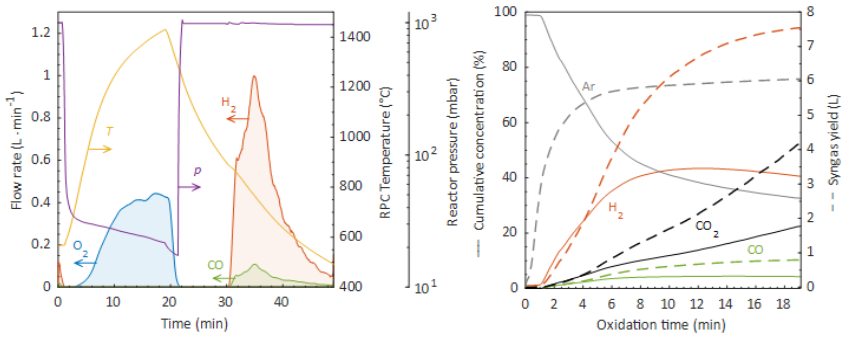 1.2
1
0.8
0.6
0.4
0.2
0
Flow rate (L·min⁻¹)
0
10
20
30
40
Time (min)
T
p
H₂
O₂
CO
1400
1200
1000
800
600
400
RPC Temperature (°C)
10³
10²
10¹
Reactor pressure (mbar)
100
80
60
40
20
0
Cumulative concentration (%)
Ar
H₂
CO₂
CO
0
2
4
6
8
10
12
14
16
18
Oxidation time (min)
8
7
6
5
4
3
2
1
0
Syngas yield (L)